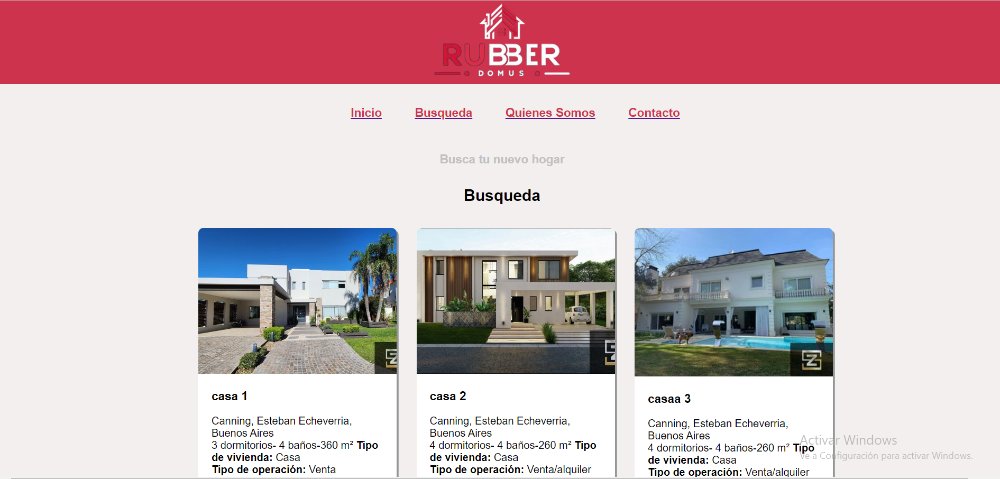 RUBBER
DOMUS
Inicio Busqueda Quienes Somos Contacto
Busca tu nuevo hogar
Busqueda
casa 1
Canning, Esteban Echeverria,
Buenos Aires
3 dormitorios- 4 baños-360 m² Tipo
de vivienda: Casa
Tipo de operación: Venta
casa 2
Canning, Esteban Echeverria,
Buenos Aires
4 dormitorios- 4 baños-260 m² Tipo
de vivienda: Casa
Tipo de operación: Venta/alquiler
casaa 3
Canning, Esteban Echeverria,
Buenos Aires
4 dormitorios- 4 baños-260 m² Tipo
de vivienda: Casa
Tipo de operación: Venta/alquiler
Activar Windows
Ve a Configuración para activar Windows.